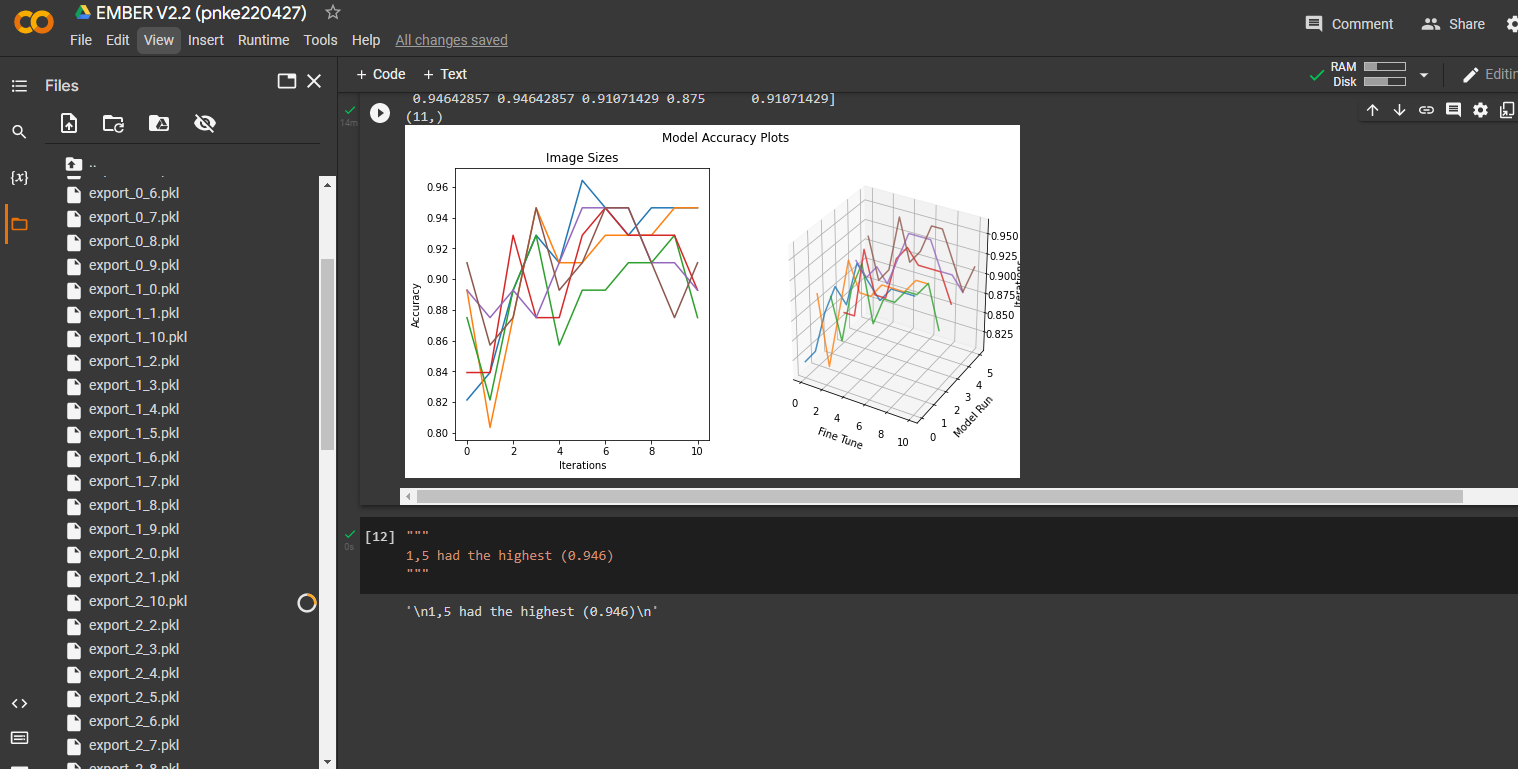 EMBER V2.2 (pnke220427)
File Edit View Insert Runtime Tools Help All changes saved
Comment Share
Files
+ Code + Text
RAM
Disk
..
export_0_6.pkl
export_0_7.pkl
export_0_8.pkl
export_0_9.pkl
export_1_0.pkl
export_1_1.pkl
export_1_10.pkl
export_1_2.pkl
export_1_3.pkl
export_1_4.pkl
export_1_5.pkl
export_1_6.pkl
export_1_7.pkl
export_1_8.pkl
export_1_9.pkl
export_2_0.pkl
export_2_1.pkl
export_2_10.pkl
export_2_2.pkl
export_2_3.pkl
export_2_4.pkl
export_2_5.pkl
export_2_6.pkl
export_2_7.pkl
export_2_8.pkl
{x}
14m
0.94642857 0.94642857 0.91071429 0.875 0.91071429]
(11,)
Model Accuracy Plots
Image Sizes
Accuracy
0.96
0.94
0.92
0.90
0.88
0.86
0.84
0.82
0.80
0 2 4 6 8 10
Iterations
0.950
0.925
0.900
0.875
0.850
0.825
Iterations
0 2 4 6 8 10
Fine Tune
0 1 2 3 4 5
Model Run
[12] """
0s
1,5 had the highest (0.946)
"""
'\n1,5 had the highest (0.946)\n'